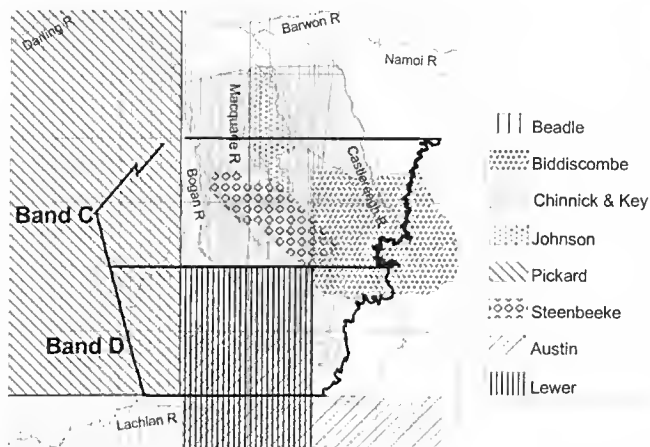 Darling R
Barwon R
Namoi R
Macquarie R
Bogan R
Castlereagh R
Band C
Band D
Lachlan R
Beadle
Biddiscombe
Chinnick & Key
Johnson
Pickard
Steenbeeke
Austin
Lewer